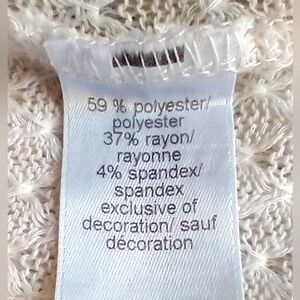 59 % polyester/
polyester
37% rayon/
rayonne
4% spandex/
spandex
exclusive of
decoration/ sauf
décoration